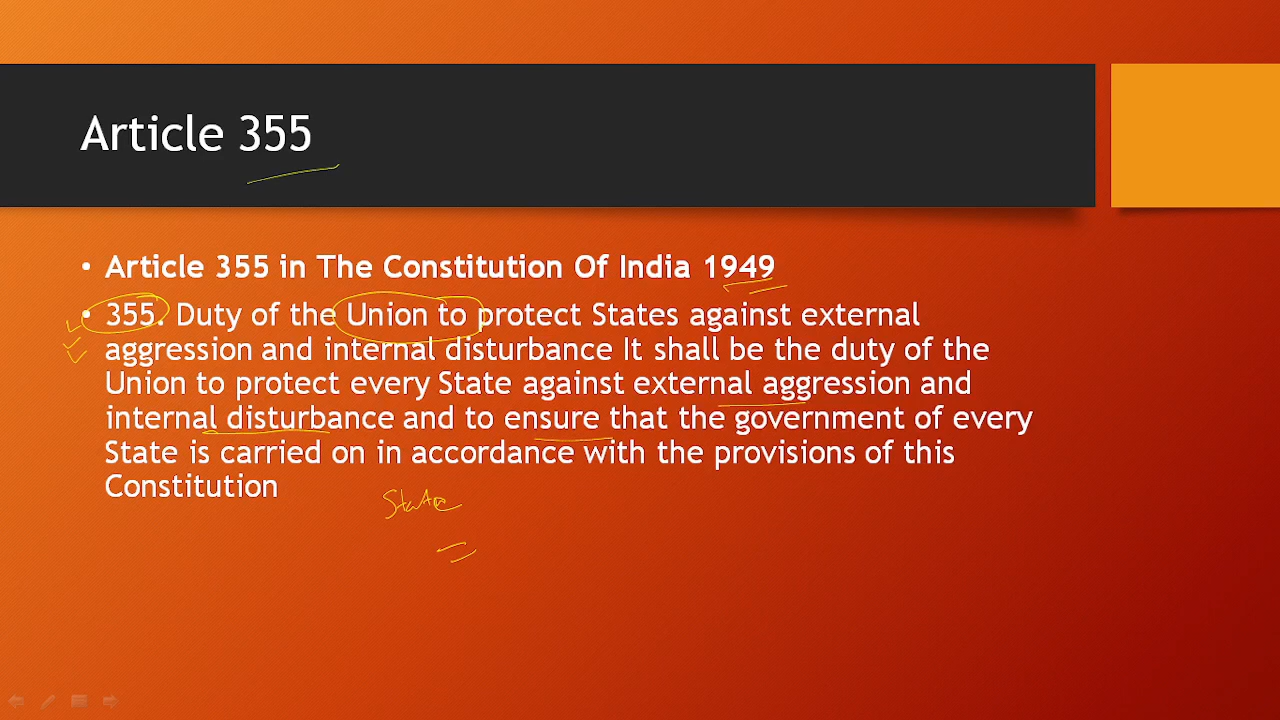 Article 355
• Article 355 in The Constitution Of India 1949
• 355. Duty of the Union to protect States against external
aggression and internal disturbance It shall be the duty of the
Union to protect every State against external aggression and
internal disturbance and to ensure that the government of every
State is carried on in accordance with the provisions of this
Constitution
State